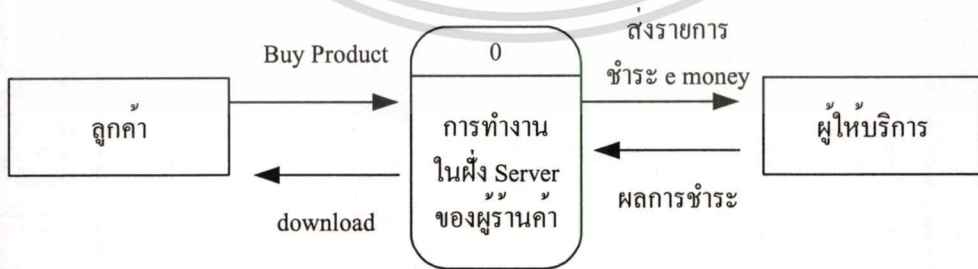 ลูกค้า
Buy Product
download
0
การทำงาน
ในฝั่ง Server
ของผู้ร้านค้า
ส่งรายการ
ชำระ e money
ผลการชำระ
ผู้ให้บริการ